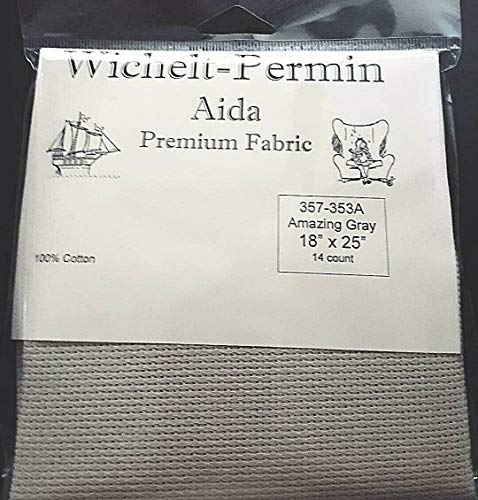 Wichelt-Permin
Aida
Premium Fabric
357-353A
Amazing Gray
18" x 25"
14 count
100% Cotton